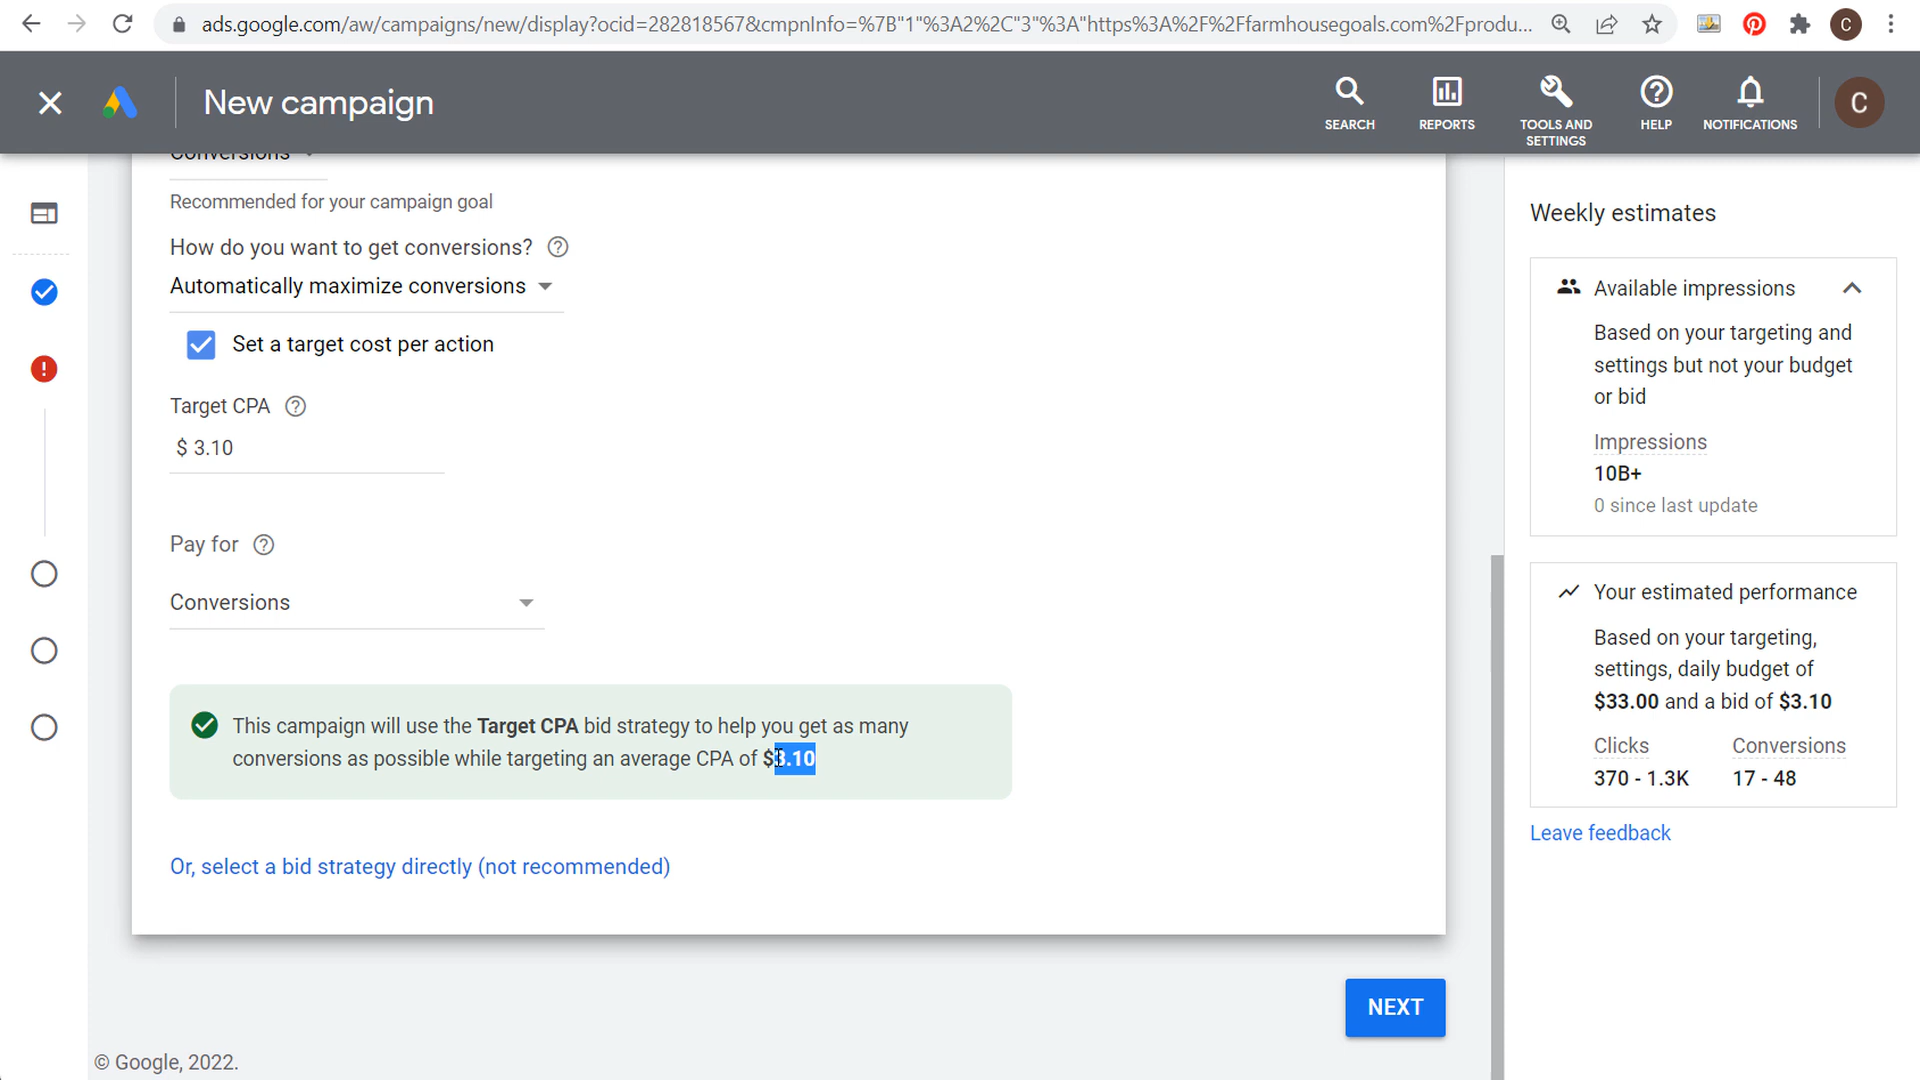 ads.google.com/aw/campaigns/new/display?ocid=282818567&cmpnInfo=%7B"1"%3A2%2C"3"%3A"https%3A%2F%2Ffarmhousegoals.com%2Fprodu...
C
New campaign
SEARCH
REPORTS
TOOLS AND
SETTINGS
HELP
NOTIFICATIONS
C
Conversions
Recommended for your campaign goal
How do you want to get conversions?
Automatically maximize conversions
Set a target cost per action
Target CPA
$ 3.10
Pay for
Conversions
This campaign will use the Target CPA bid strategy to help you get as many
conversions as possible while targeting an average CPA of $3.10
Or, select a bid strategy directly (not recommended)
NEXT
© Google, 2022.
Weekly estimates
Available impressions
Based on your targeting and
settings but not your budget
or bid
Impressions
10B+
0 since last update
Your estimated performance
Based on your targeting,
settings, daily budget of
$33.00 and a bid of $3.10
Clicks Conversions
370 - 1.3K 17 - 48
Leave feedback